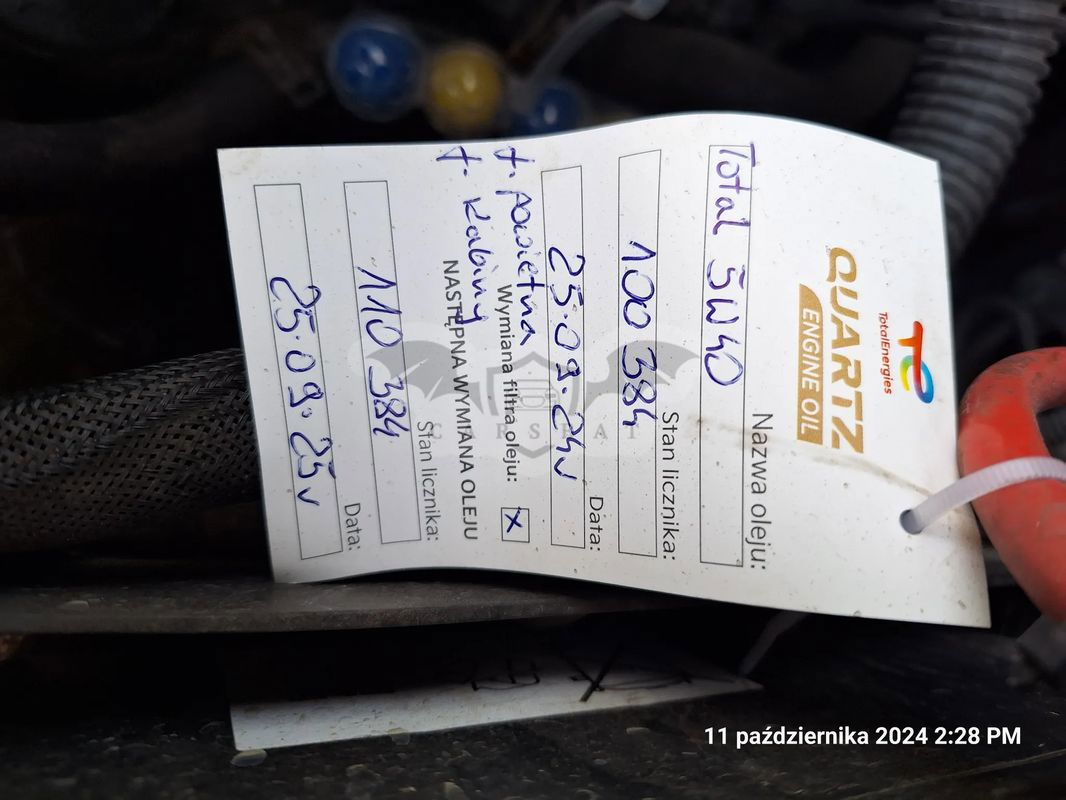 TotalEnergies
QUARTZ
ENGINE OIL
Nazwa oleju:
Total 5W40
Stan licznika:
100 384
Data:
25.09.24r
Wymiana filtra oleju: X
+ powietrza
+ kabiny
NASTĘPNA WYMIANA OLEJU
Stan licznika:
110 384
Data:
25.09.25r
CARSFAT
11 października 2024 2:28 PM